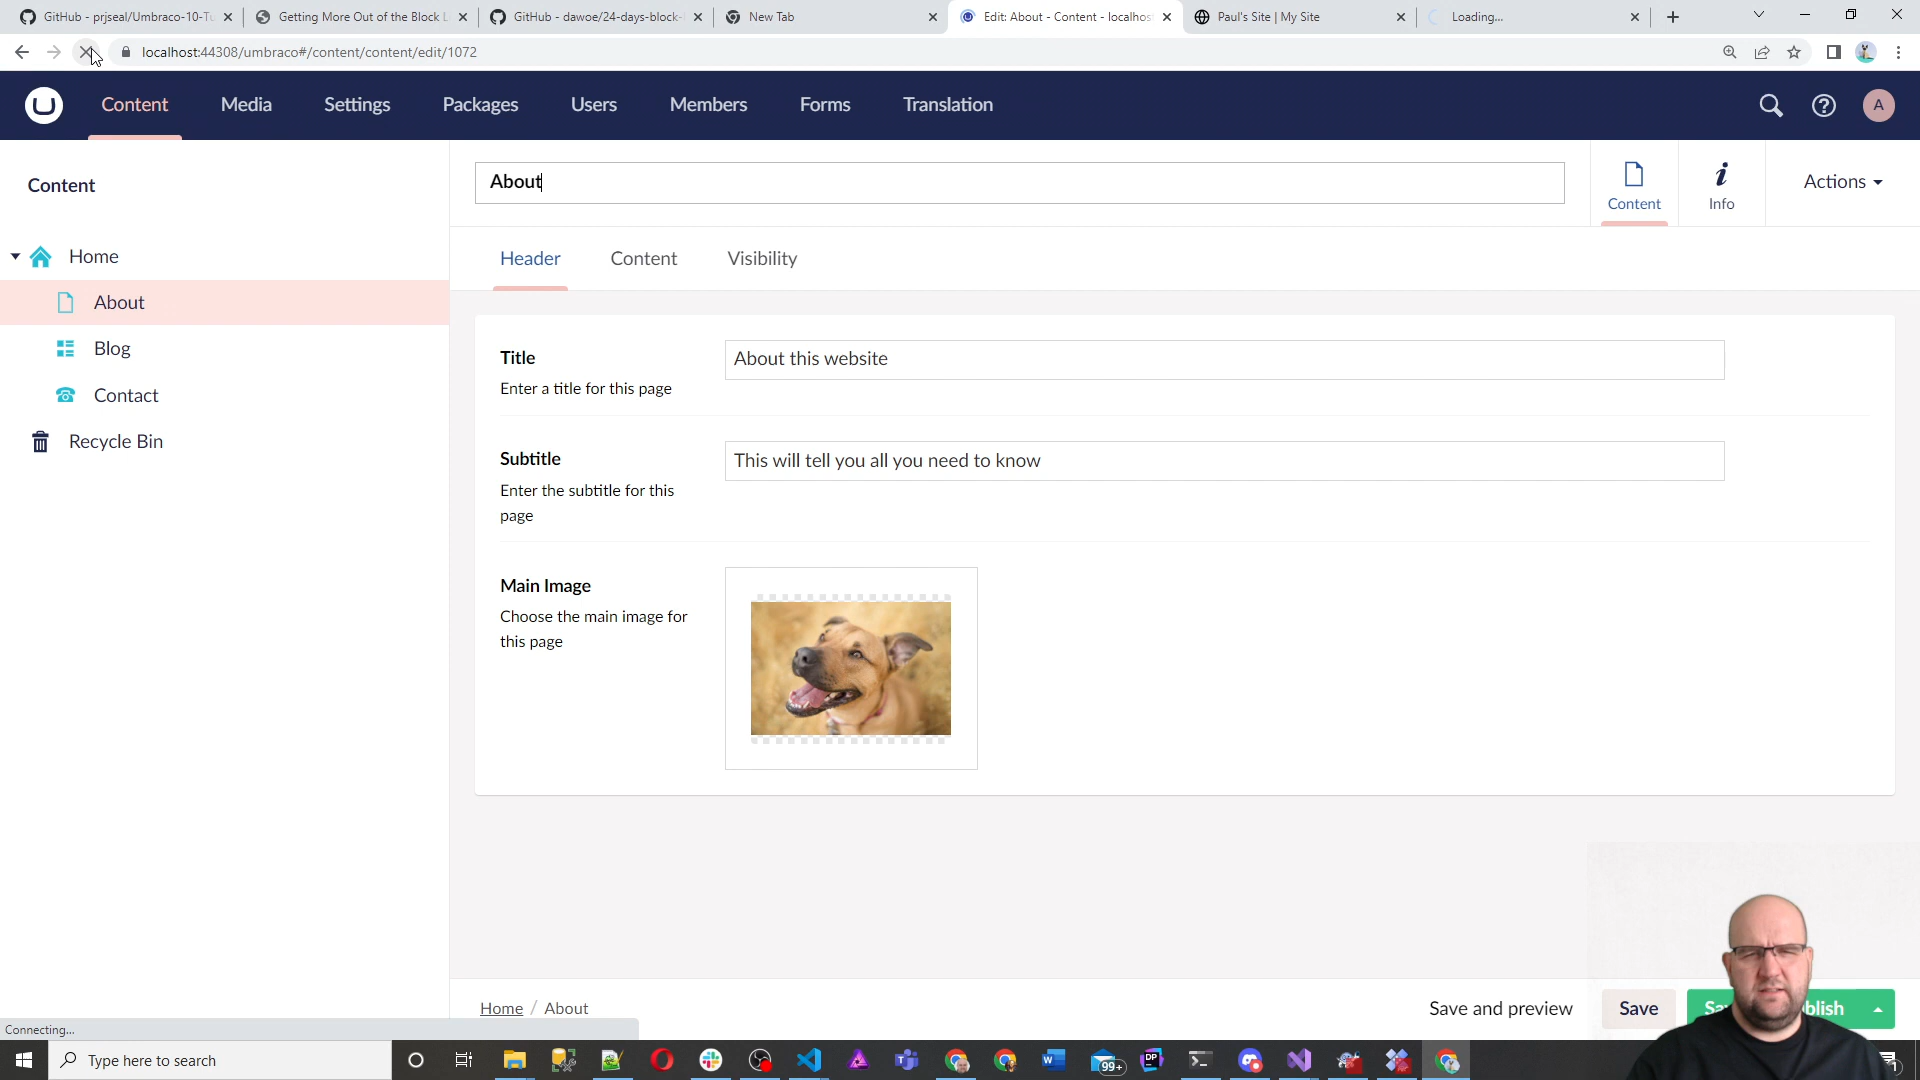 GitHub - prjseal/Umbraco-10-Tu
Getting More Out of the Block L
GitHub - dawoe/24-days-block-
New Tab
Edit: About - Content - localhos
Paul's Site | My Site
Loading...
localhost:44308/umbraco#/content/content/edit/1072
Content
Media
Settings
Packages
Users
Members
Forms
Translation
A
Content
About
Content
Info
Actions
Home
About
Blog
Contact
Recycle Bin
Header
Content
Visibility
Title
Enter a title for this page
About this website
Subtitle
Enter the subtitle for this
page
This will tell you all you need to know
Main Image
Choose the main image for
this page
Home / About
Save and preview
Save
Connecting...
Type here to search
99+
DP